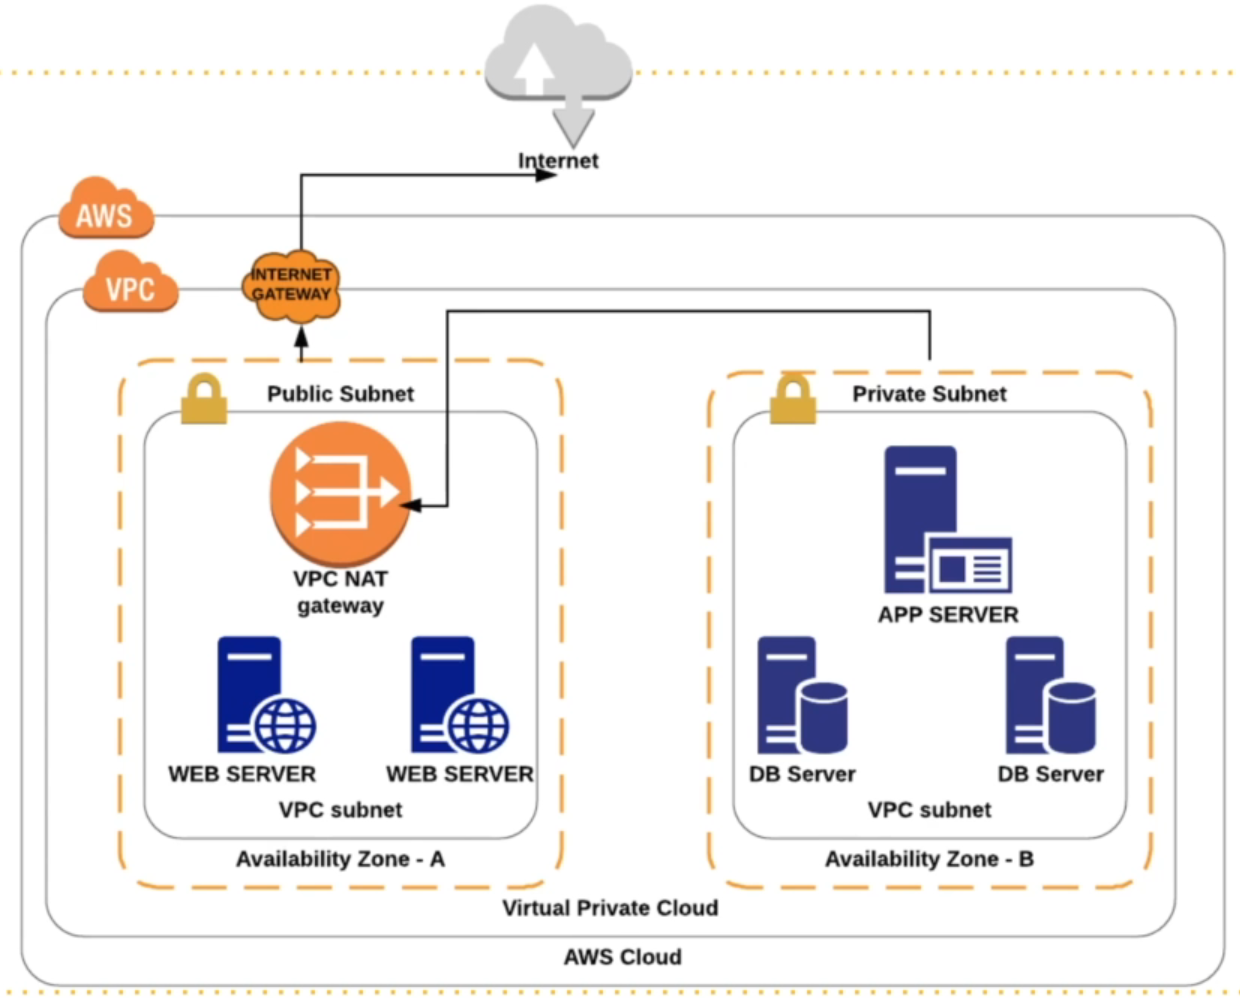 Internet
AWS
VPC
INTERNET
GATEWAY
Public Subnet
Private Subnet
VPC NAT
gateway
APP SERVER
WEB SERVER
WEB SERVER
DB Server
DB Server
VPC subnet
VPC subnet
Availability Zone - A
Availability Zone - B
Virtual Private Cloud
AWS Cloud